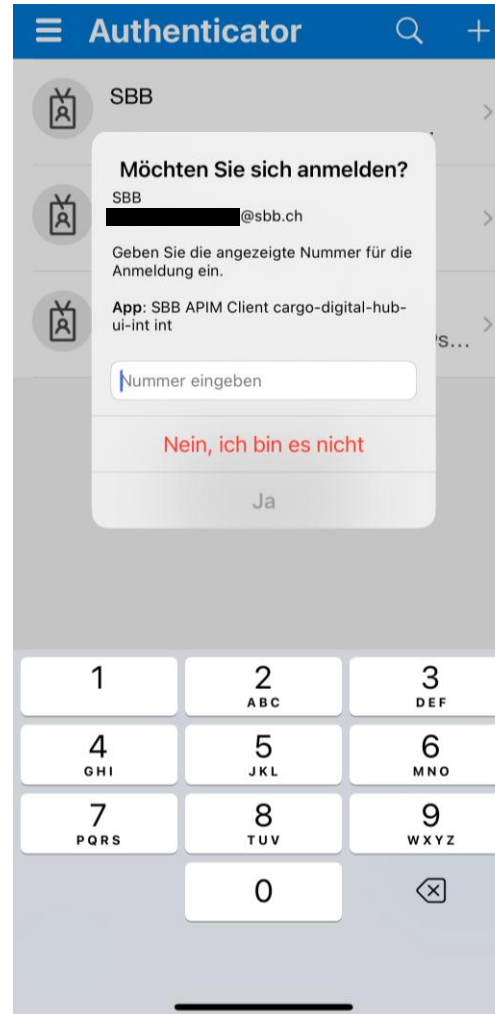 Authenticator
SBB
Möchten Sie sich anmelden?
SBB
@sbb.ch
Geben Sie die angezeigte Nummer für die
Anmeldung ein.
App: SBB APIM Client cargo-digital-hub-
ui-int int
Nummer eingeben
Nein, ich bin es nicht
Ja
1
2
ABC
3
DEF
4
GHI
5
JKL
6
MNO
7
PQRS
8
TUV
9
WXYZ
0